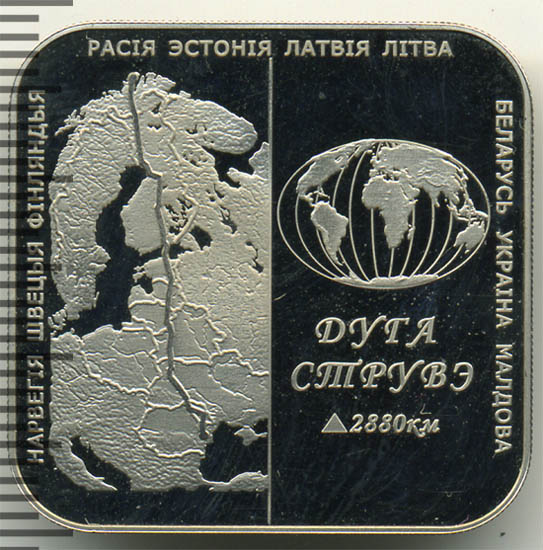 РАСІЯ ЭСТОНІЯ ЛАТВІЯ ЛІТВА
НАРВЕГІЯ ШВЕЦЫЯ ФІНЛЯНДЫЯ
БЕЛАРУСЬ УКРАІНА МАЛДОВА
ДУГА
СТРУВЭ
2880км